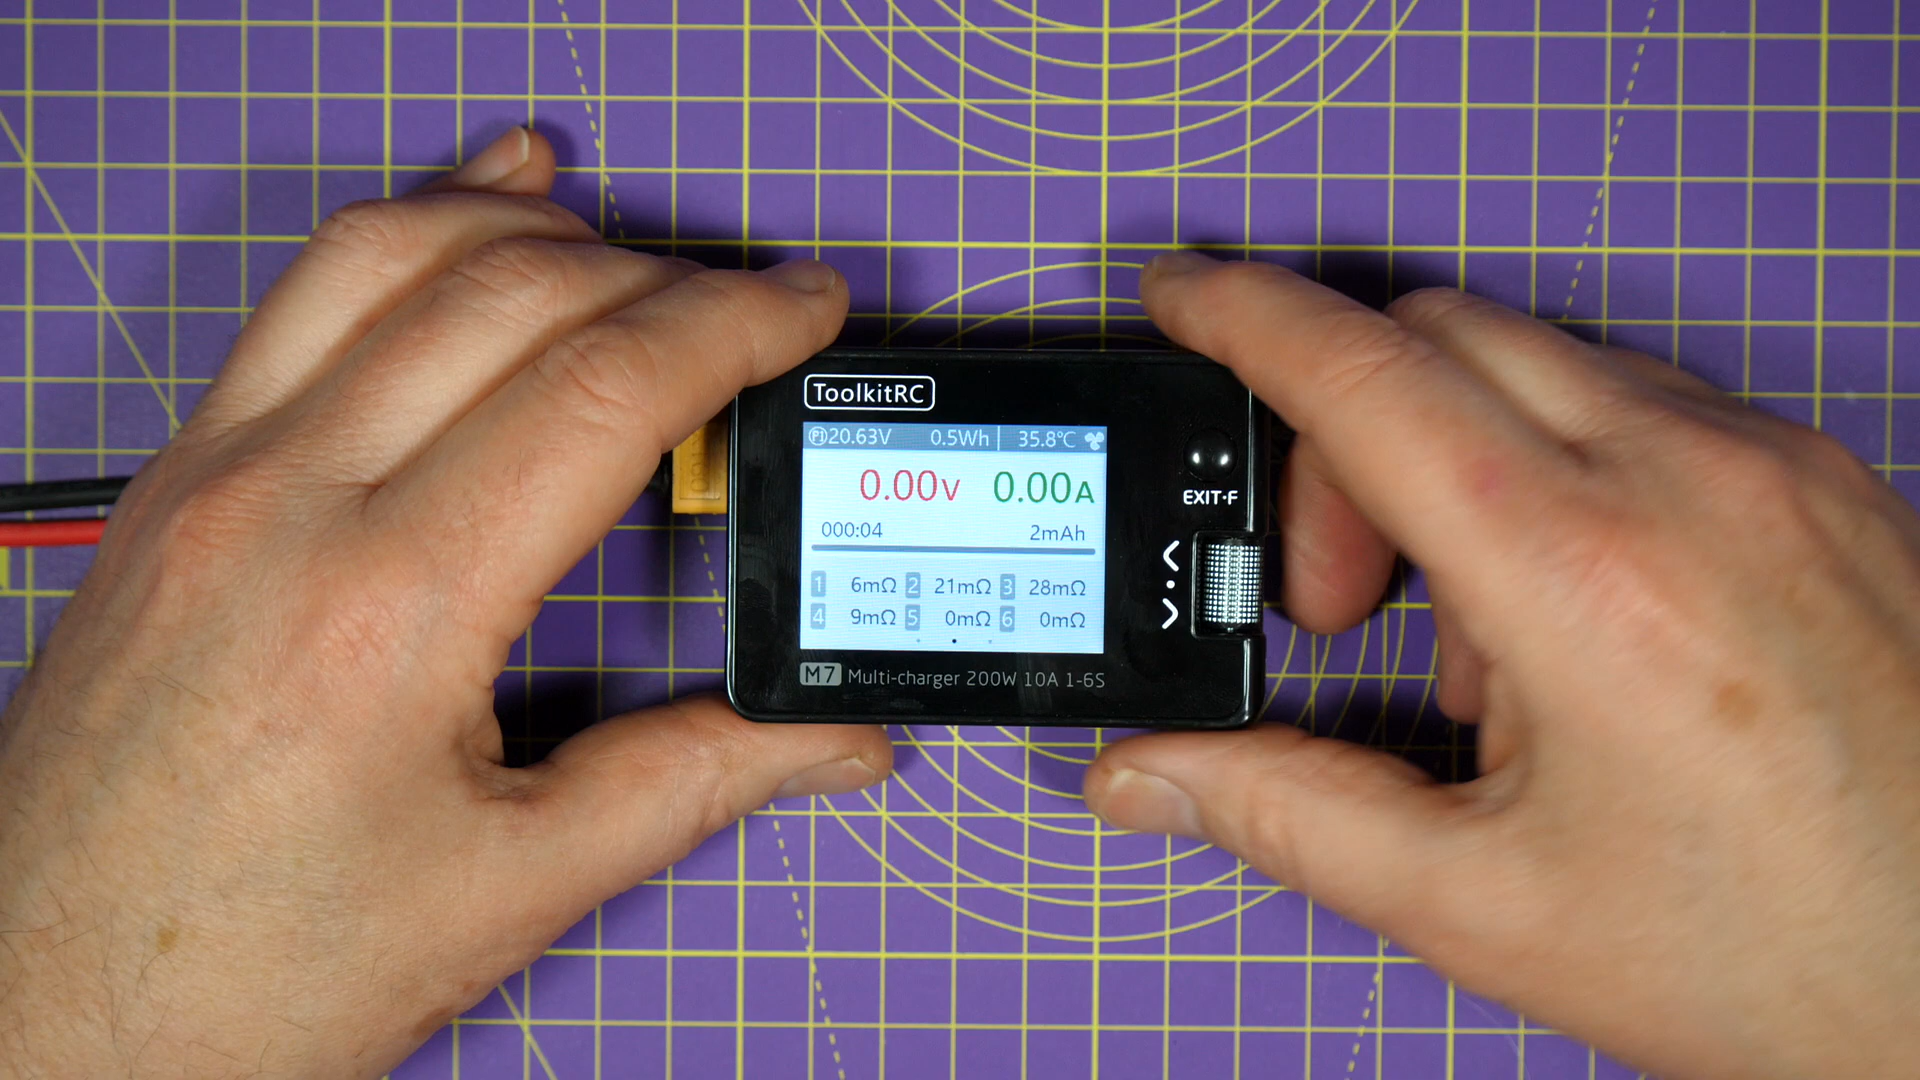 ToolkitRC
P1 20.63V 0.5Wh 35.8°C
0.00V 0.00A
000:04 2mAh
1 6mΩ 2 21mΩ 3 28mΩ
4 9mΩ 5 0mΩ 6 0mΩ
EXIT·F
< · >
M7 Multi-charger 200W 10A 1-6S